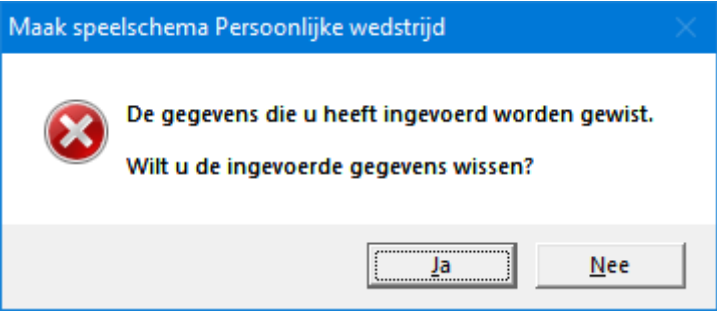 Maak speelschema Persoonlijke wedstrijd
De gegevens die u heeft ingevoerd worden gewist.
Wilt u de ingevoerde gegevens wissen?
Ja
Nee